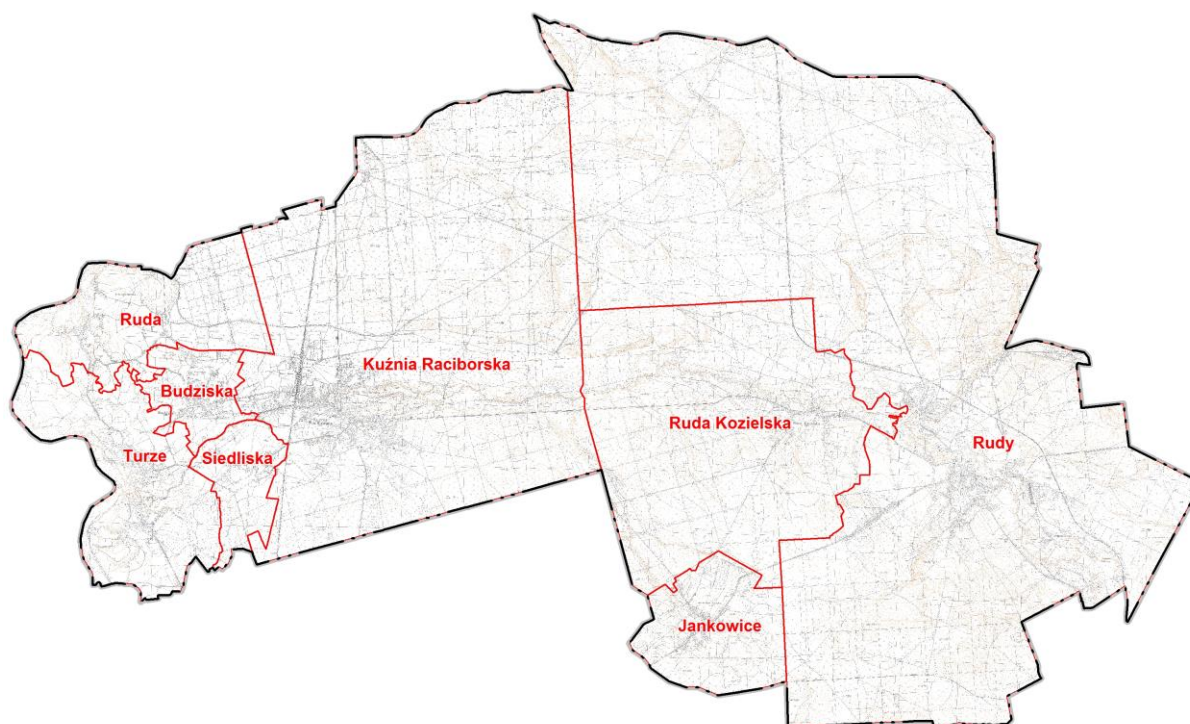 Ruda
Kuźnia Raciborska
Budziska
Ruda Kozielska
Rudy
Turze
Siedliska
Jankowice